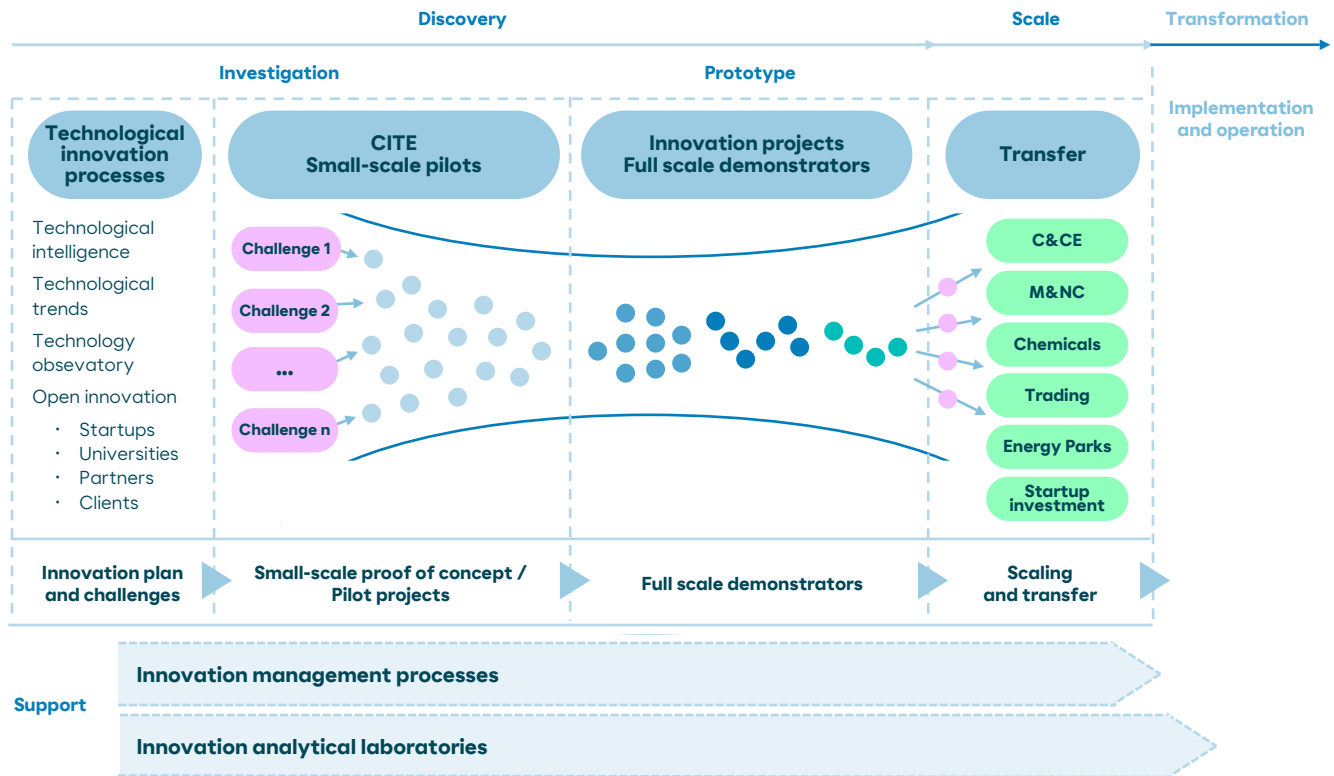 Discovery
Scale
Transformation
Investigation
Prototype
Implementation
and operation
Technological
innovation
processes
CITE
Small-scale pilots
Innovation projects
Full scale demonstrators
Transfer
Technological
intelligence
Technological
trends
Technology
obsevatory
Open innovation
· Startups
· Universities
· Partners
· Clients
Challenge 1
Challenge 2
...
Challenge n
C&CE
M&NC
Chemicals
Trading
Energy Parks
Startup
investment
Innovation plan
and challenges
Small-scale proof of concept /
Pilot projects
Full scale demonstrators
Scaling
and transfer
Support
Innovation management processes
Innovation analytical laboratories